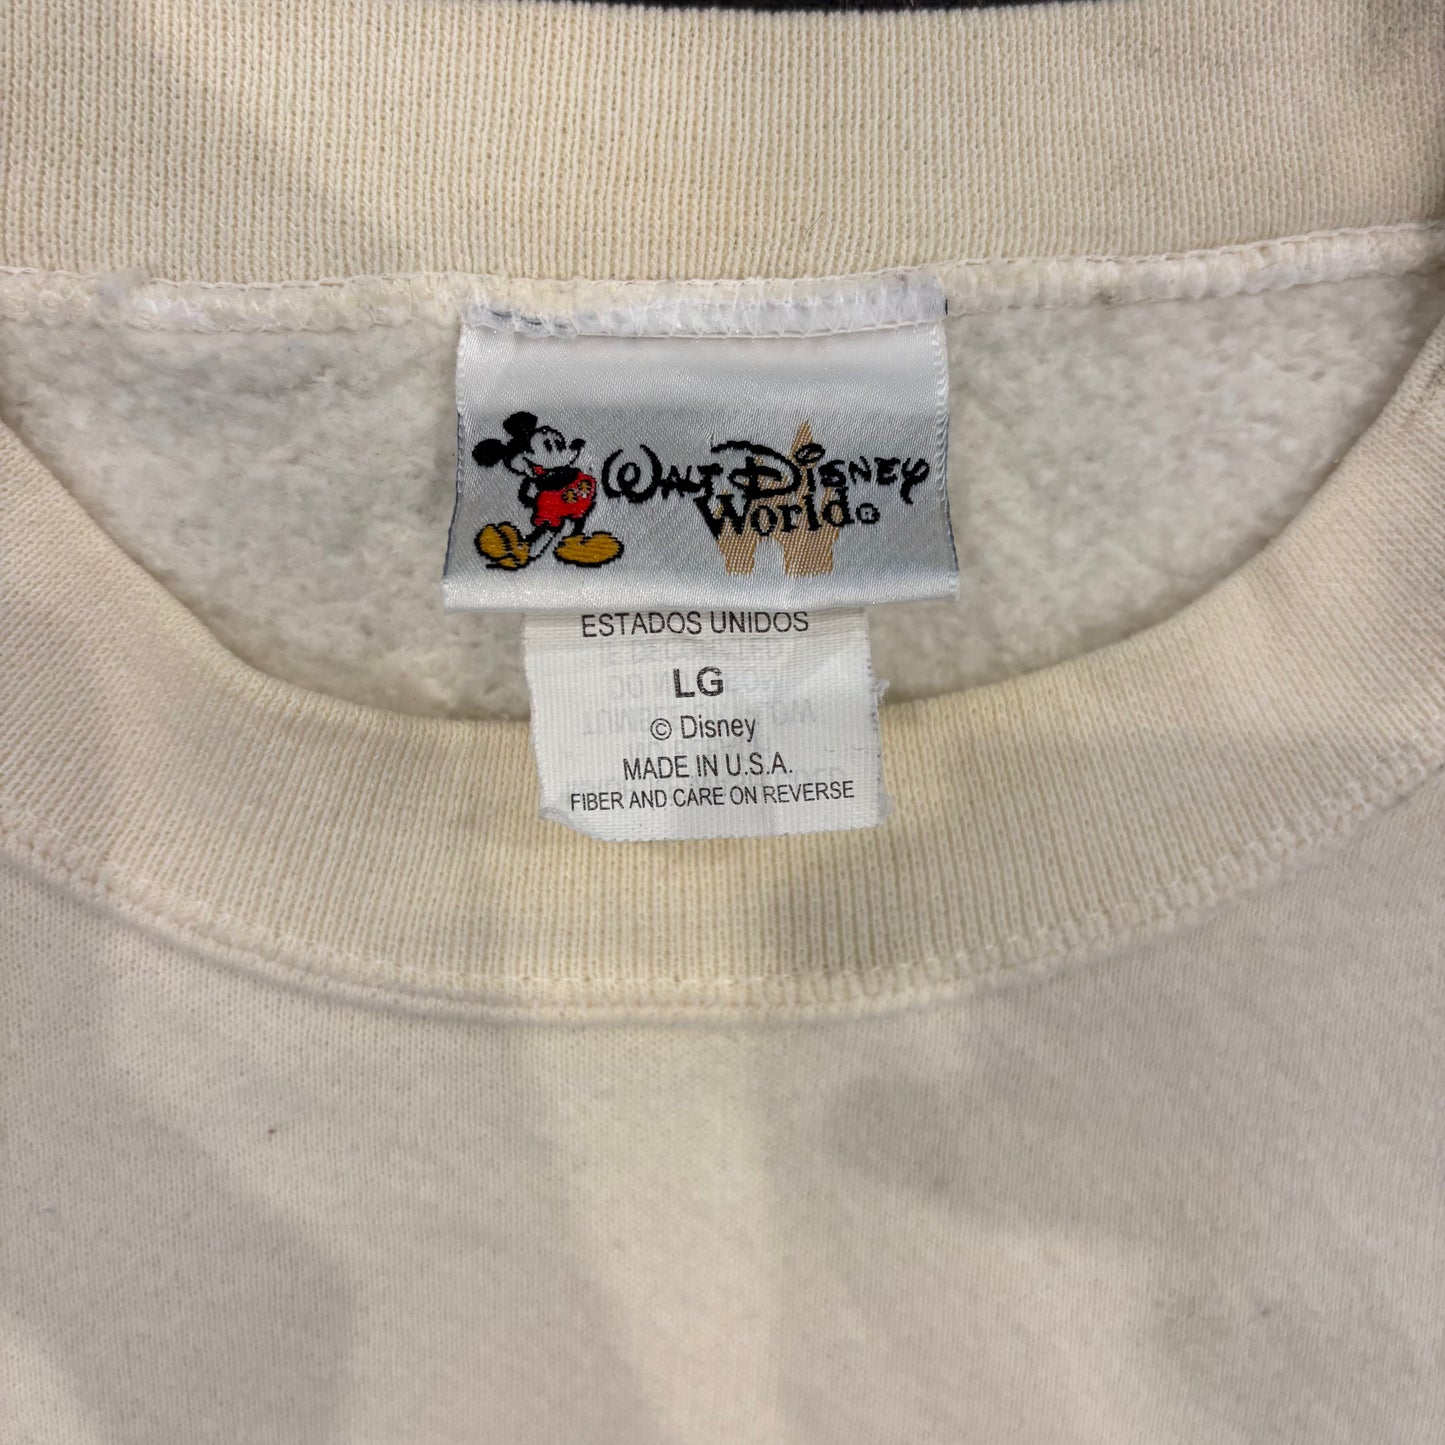 Walt Disney
World®
ESTADOS UNIDOS
LG
© Disney
MADE IN U.S.A.
FIBER AND CARE ON REVERSE